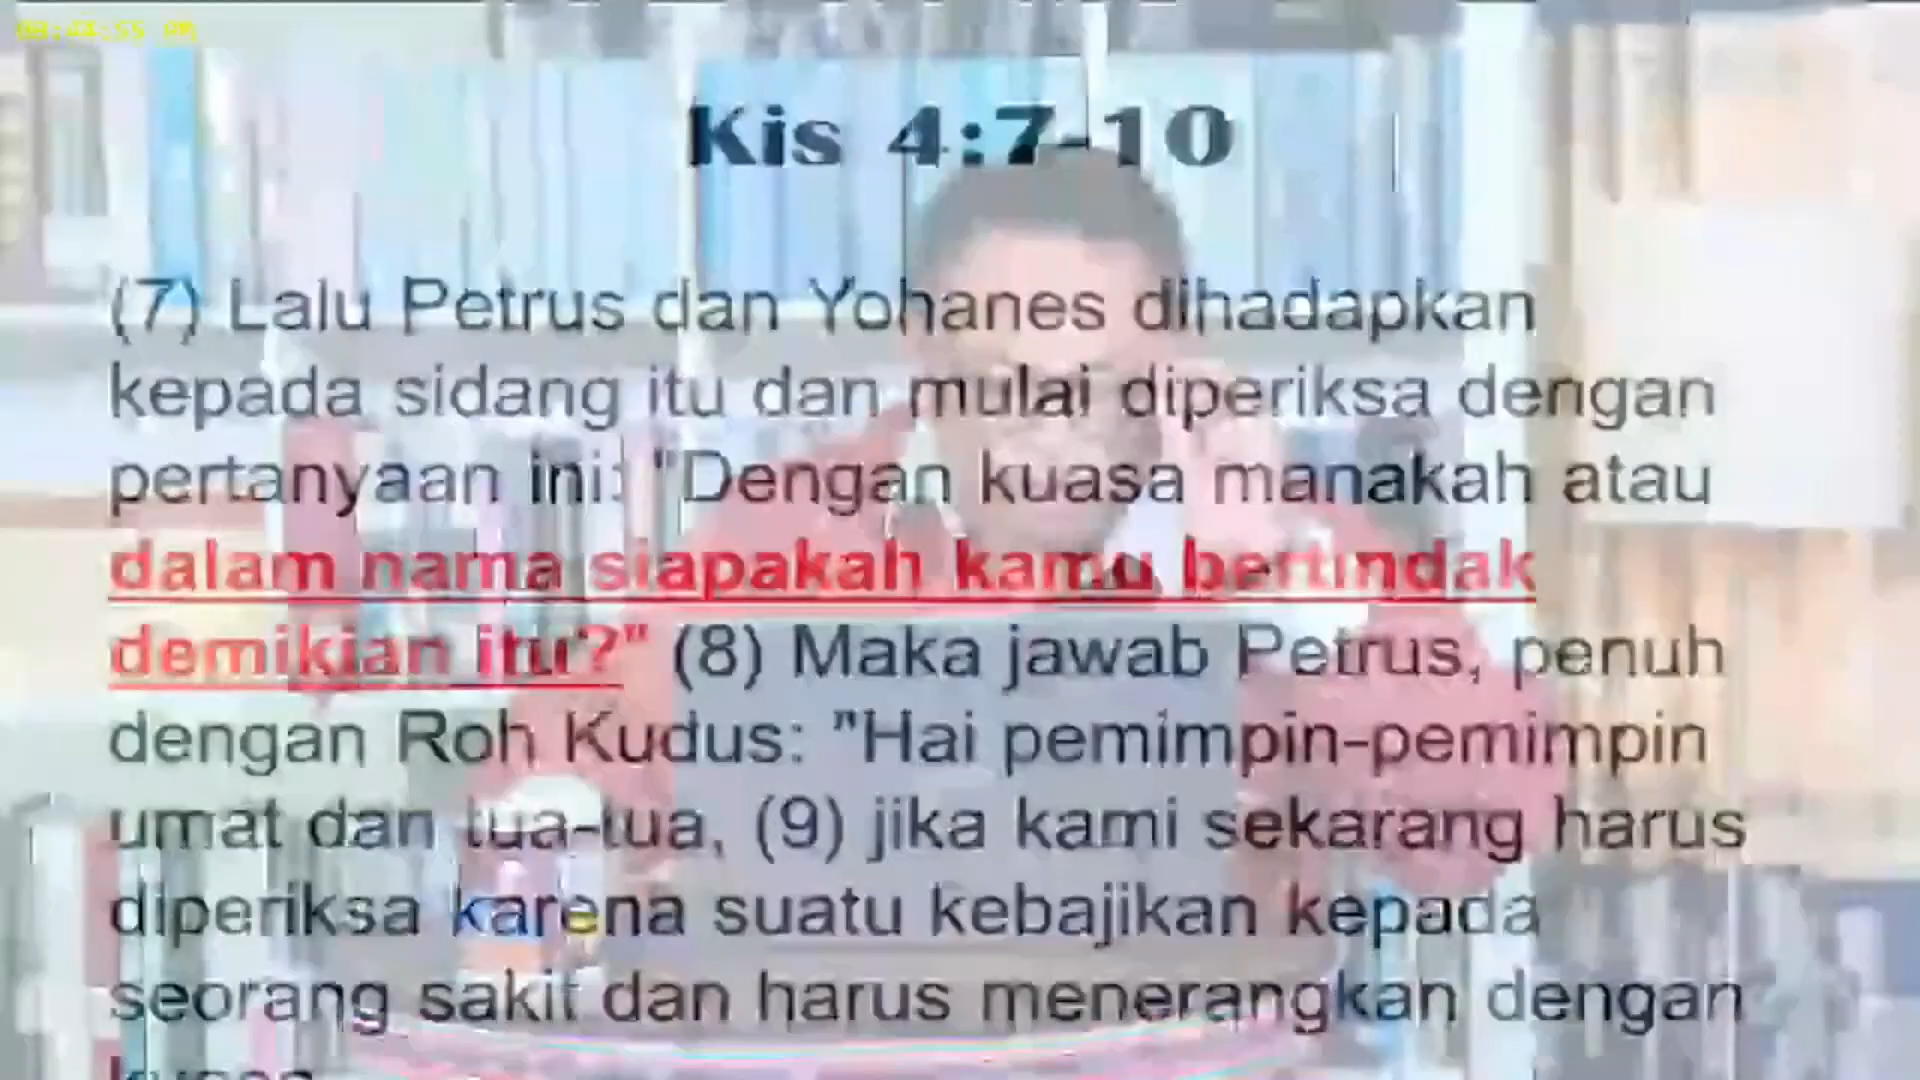 Kis 4:7-10
(7) Lalu Petrus dan Yohanes dihadapkan
kepada sidang itu dan mulai diperiksa dengan
pertanyaan ini: "Dengan kuasa manakah atau
dalam nama siapakah kamu bertindak
demikian itu?" (8) Maka jawab Petrus, penuh
dengan Roh Kudus: "Hai pemimpin-pemimpin
umat dan tua-tua, (9) jika kami sekarang harus
diperiksa karena suatu kebajikan kepada
seorang sakit dan harus menerangkan dengan